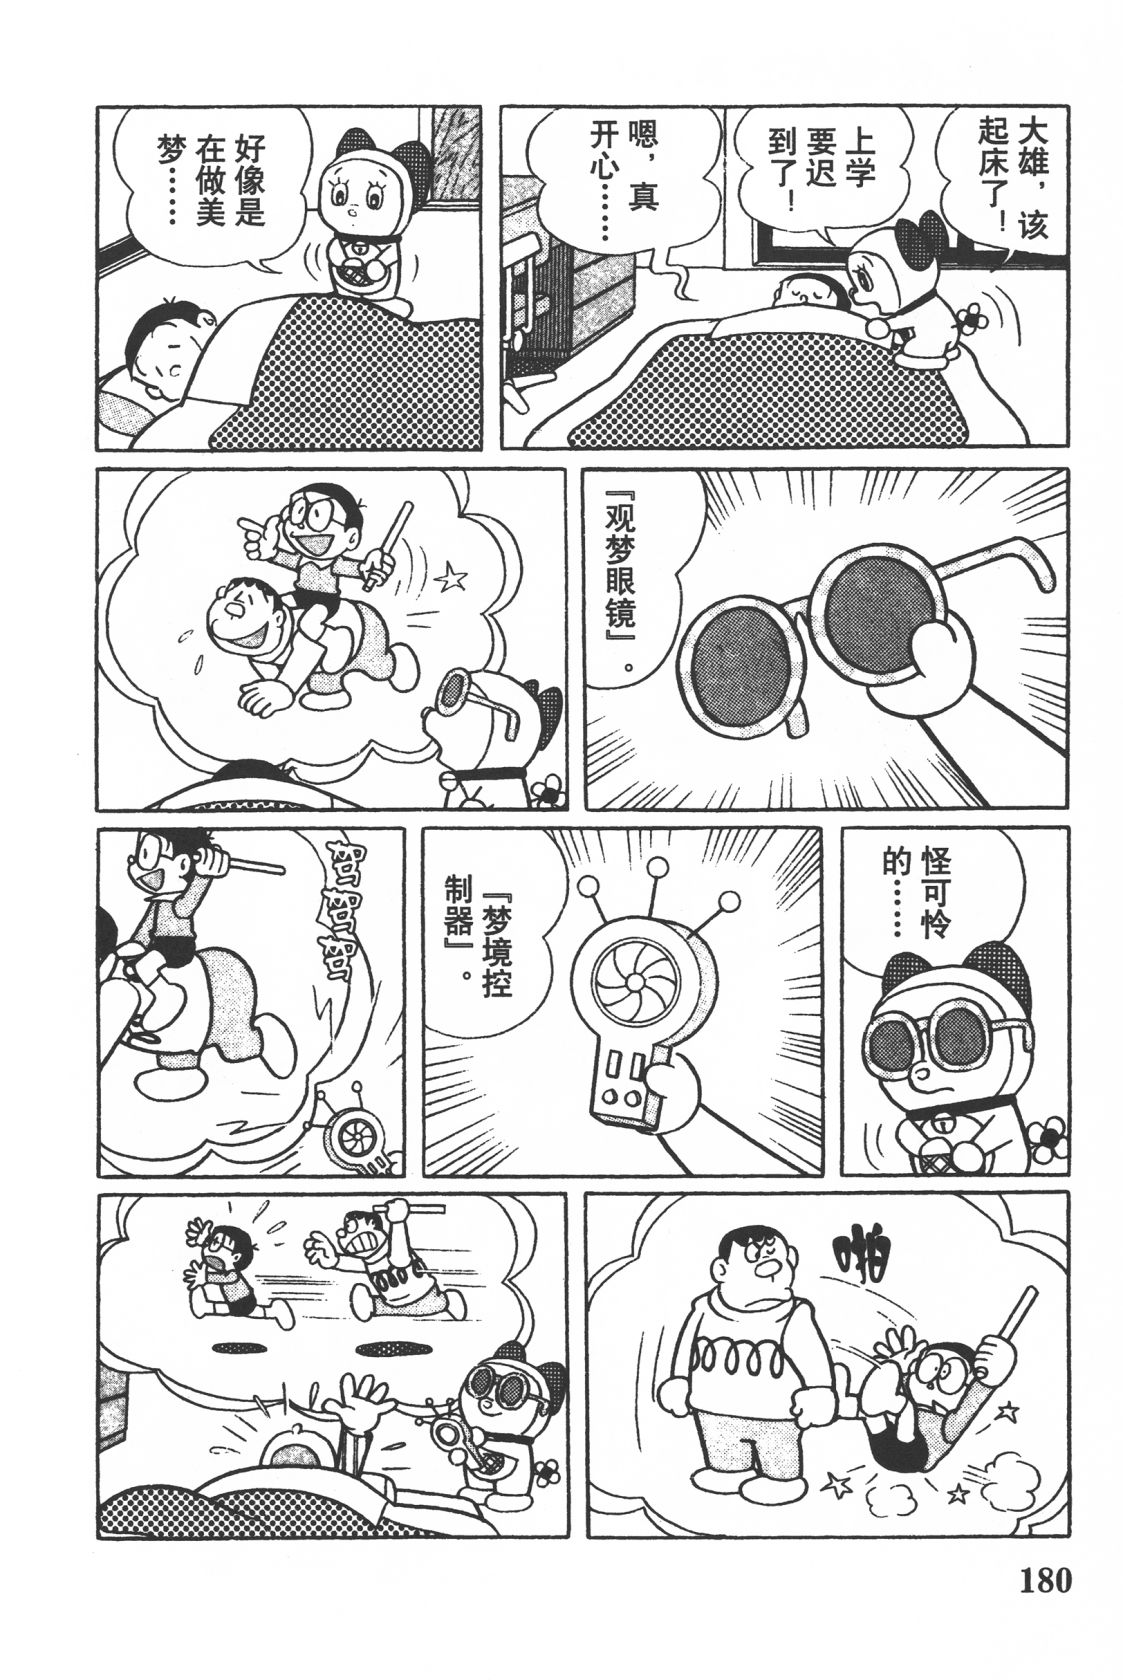 大雄，该
起床了！
上学
要迟
到了！
嗯，真
开心……
好像是
在做美
梦……
『观梦眼镜』。
怪可怜
的……
『梦境控
制器』。
驾驾驾
啪
180